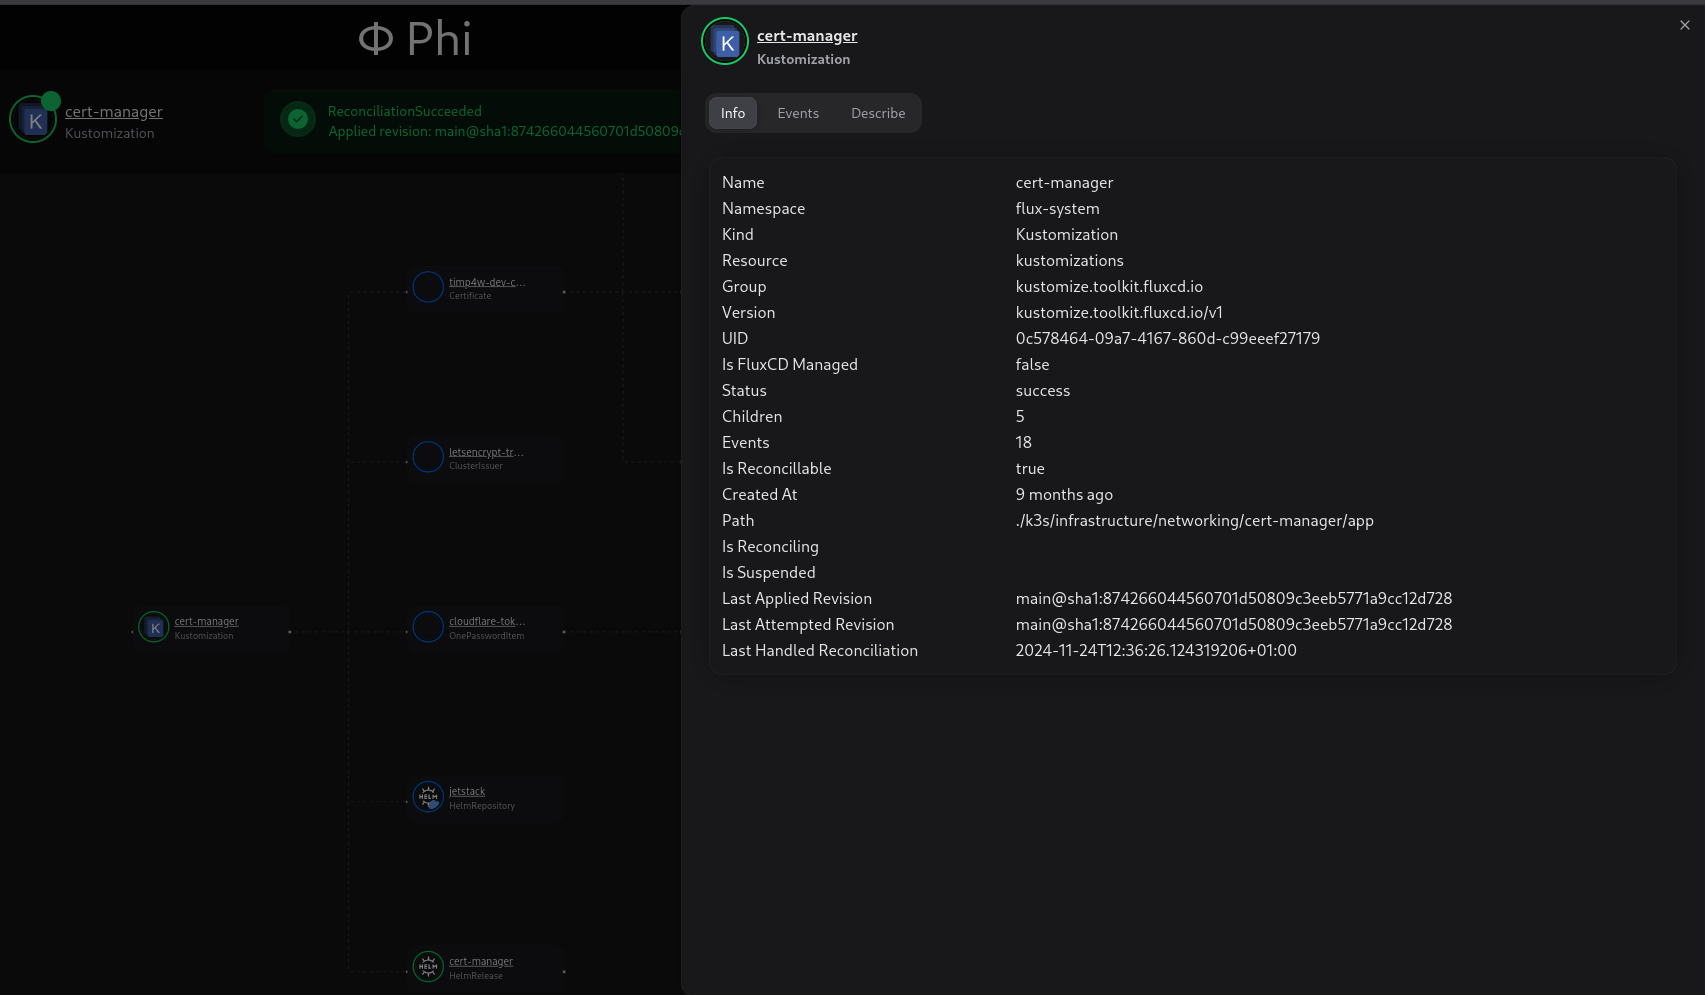 Φ Phi
K
cert-manager
Kustomization
ReconciliationSucceeded
Applied revision: main@sha1:874266044560701d50809c
timp4w-dev-c...
Certificate
letsencrypt-tr...
ClusterIssuer
K
cert-manager
Kustomization
cloudflare-tok...
OnePasswordItem
HELM
jetstack
HelmRepository
HELM
cert-manager
HelmRelease
K
cert-manager
Kustomization
Info Events Describe
Name cert-manager
Namespace flux-system
Kind Kustomization
Resource kustomizations
Group kustomize.toolkit.fluxcd.io
Version kustomize.toolkit.fluxcd.io/v1
UID 0c578464-09a7-4167-860d-c99eeef27179
Is FluxCD Managed false
Status success
Children 5
Events 18
Is Reconcillable true
Created At 9 months ago
Path ./k3s/infrastructure/networking/cert-manager/app
Is Reconciling
Is Suspended
Last Applied Revision main@sha1:874266044560701d50809c3eeb5771a9cc12d728
Last Attempted Revision main@sha1:874266044560701d50809c3eeb5771a9cc12d728
Last Handled Reconciliation 2024-11-24T12:36:26.124319206+01:00